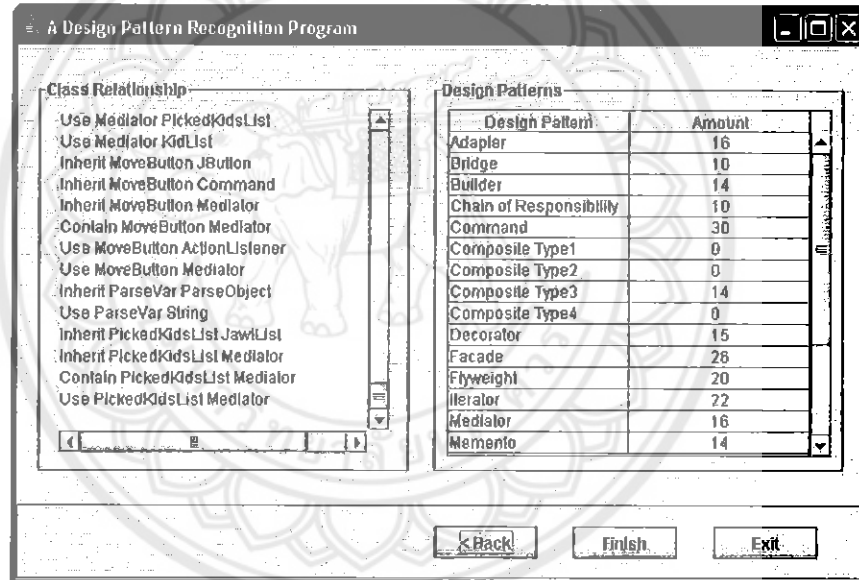 A Design Pattern Recognition Program
Class Relationship
Use Mediator PickedKidsList
Use Mediator KidList
Inherit MoveButton JButton
Inherit MoveButton Command
Inherit MoveButton Mediator
Contain MoveButton Mediator
Use MoveButton ActionListener
Use MoveButton Mediator
Inherit ParseVar ParseObject
Use ParseVar String
Inherit PickedKidsList JawtList
Inherit PickedKidsList Mediator
Contain PickedKidsList Mediator
Use PickedKidsList Mediator
Design Patterns
Design Pattern Amount
Adapter 16
Bridge 10
Builder 14
Chain of Responsibility 10
Command 30
Composite Type1 0
Composite Type2 0
Composite Type3 14
Composite Type4 0
Decorator 15
Facade 26
Flyweight 20
Iterator 22
Mediator 16
Memento 14
< Back Finish Exit